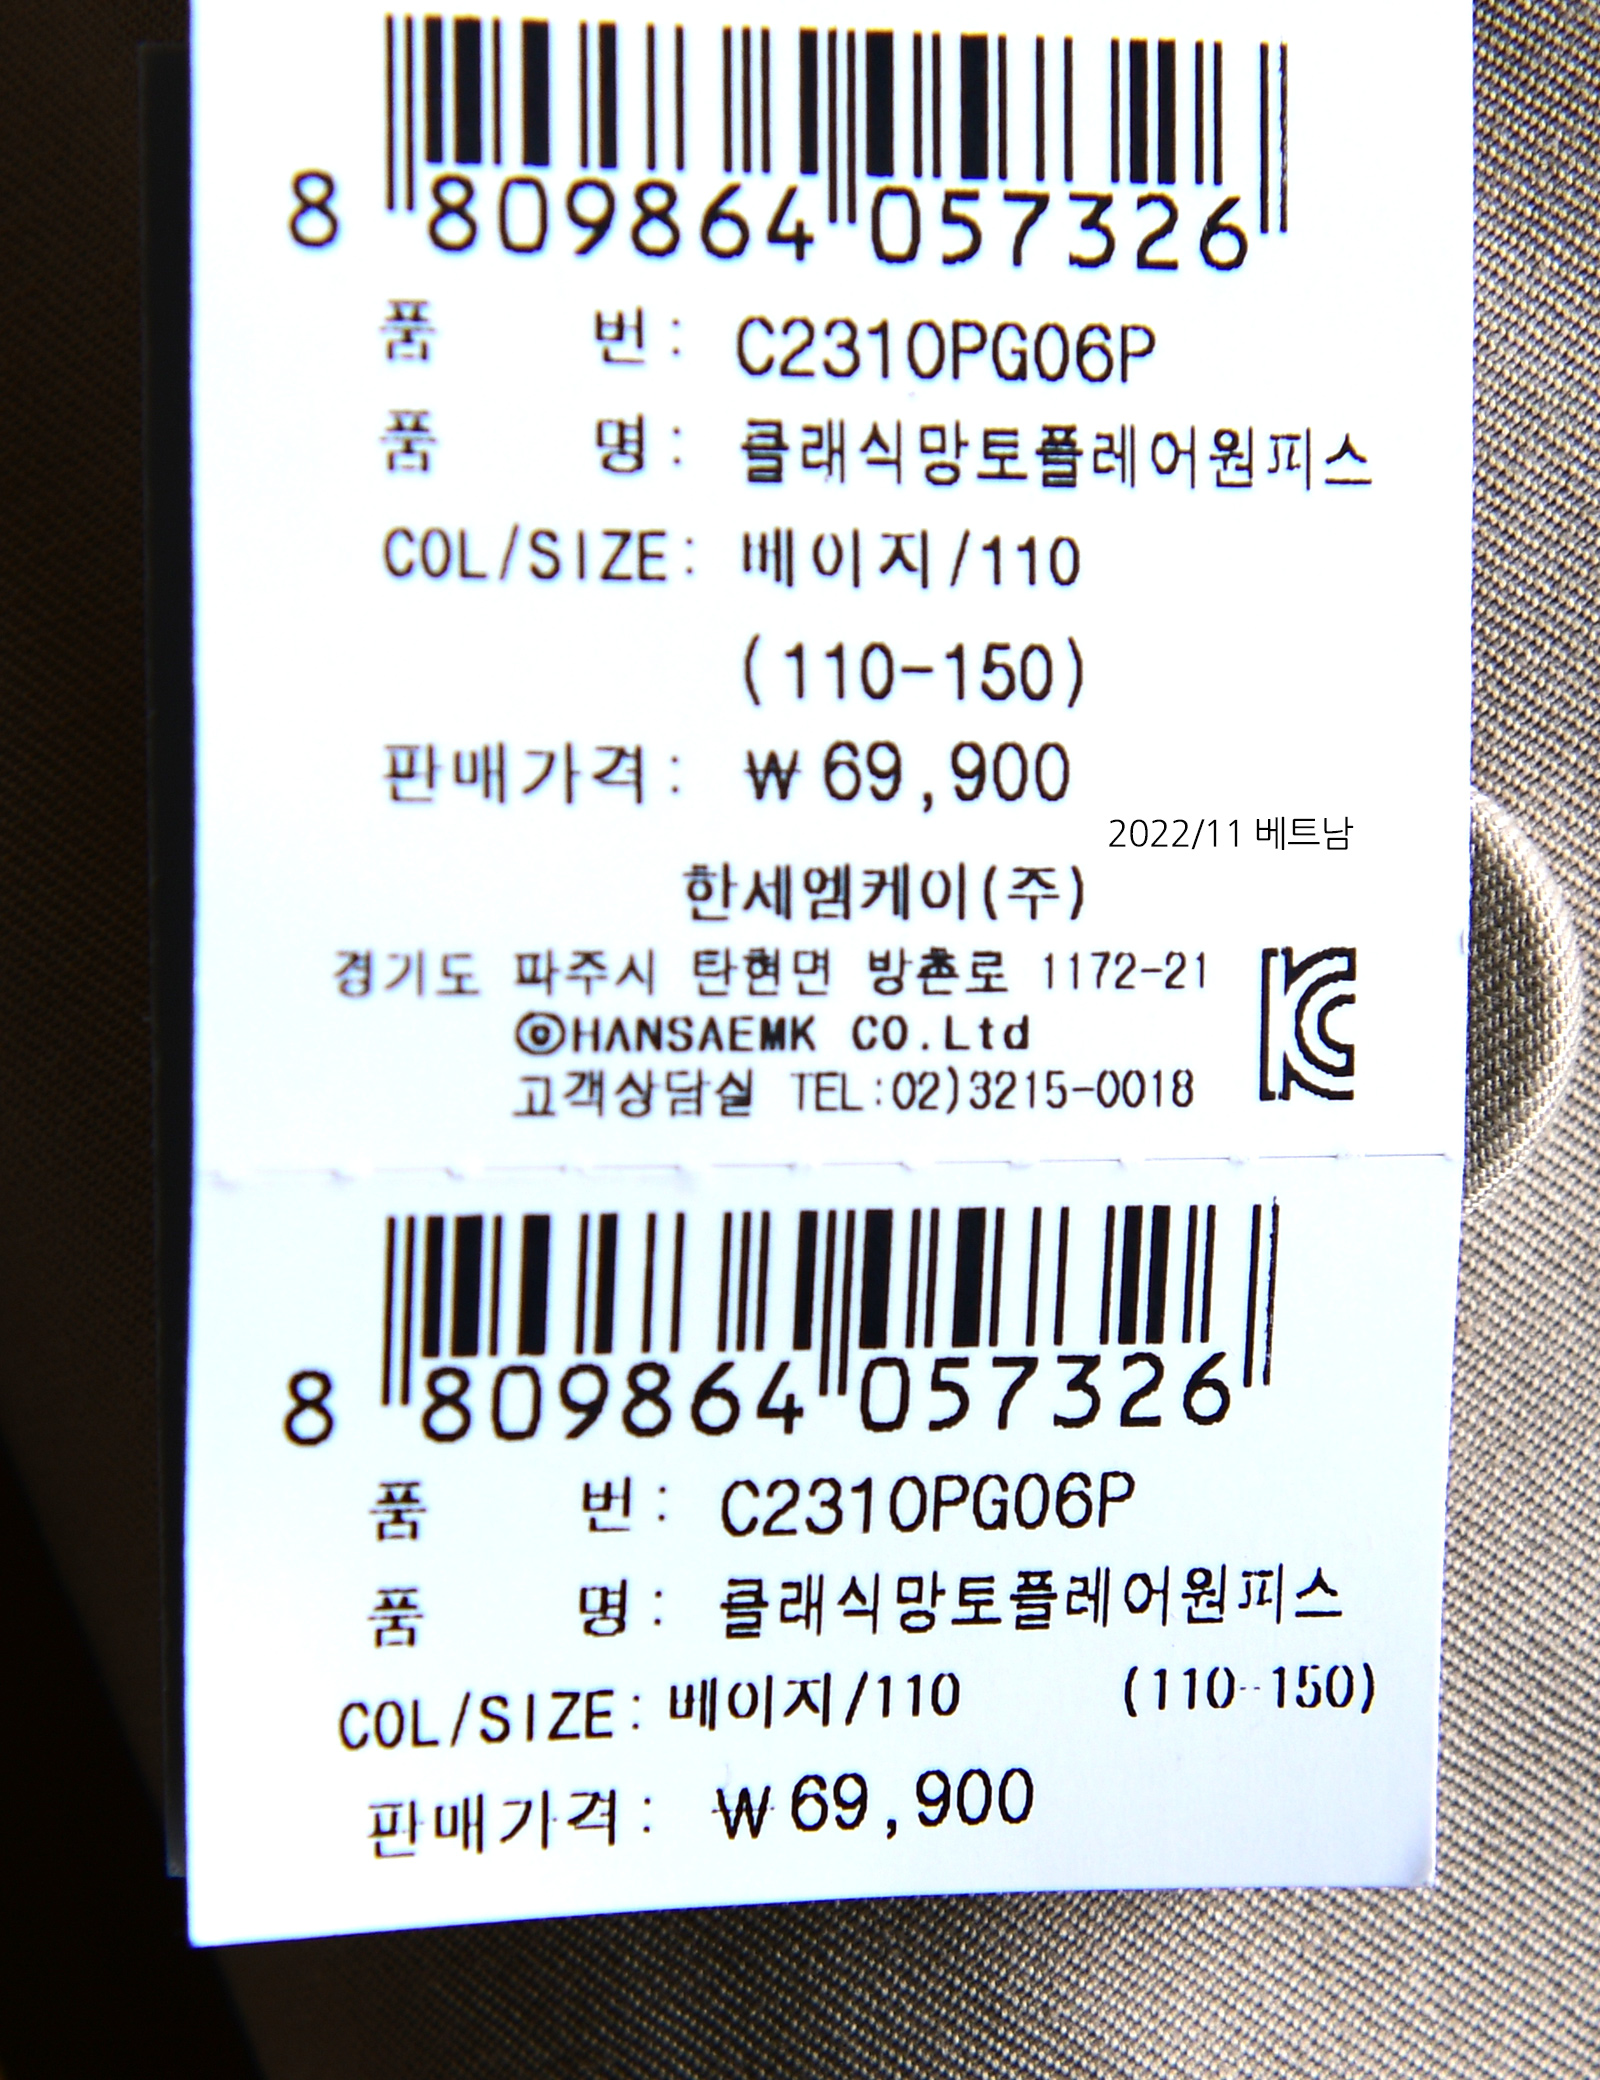 8 809864 057326
품 번: C2310PG06P
품 명: 클래식망토플레어원피스
COL/SIZE: 베이지/110
(110-150)
판매가격: ₩69,900
2022/11 베트남
한세엠케이(주)
경기도 파주시 탄현면 방촌로 1172-21
ⓒHANSAEMK CO.Ltd
고객상담실 TEL:02)3215-0018
KC
8 809864 057326
품 번: C2310PG06P
품 명: 클래식망토플레어원피스
COL/SIZE: 베이지/110 (110-150)
판매가격: ₩69,900